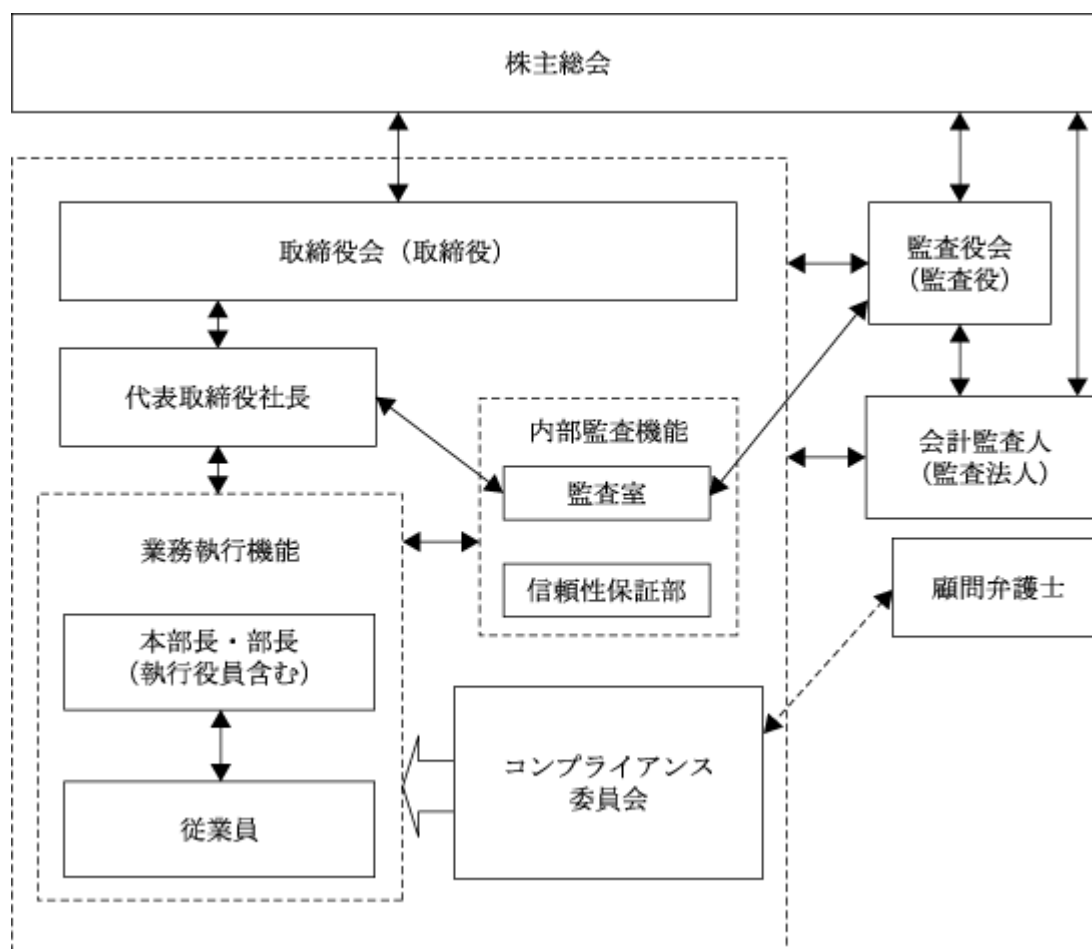 株主総会
取締役会（取締役）
監査役会
（監査役）
代表取締役社長
内部監査機能
会計監査人
（監査法人）
監査室
業務執行機能
信頼性保証部
顧問弁護士
本部長・部長
（執行役員含む）
コンプライアンス
委員会
従業員